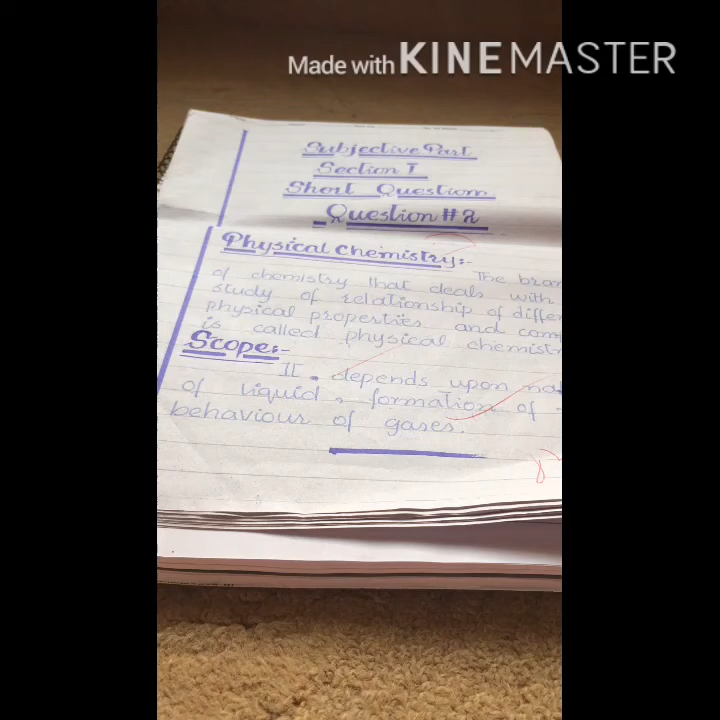 Made with KINEMASTER
Subjective Part
Section I
Short Question
Question # 2
Physical Chemistry:-
The bran
of chemistry that deals with
study of relationship of differ
physical properties and com
is called physical chemistr
Scope:-
It depends upon na
of liquid, formation of
behaviour of gases.